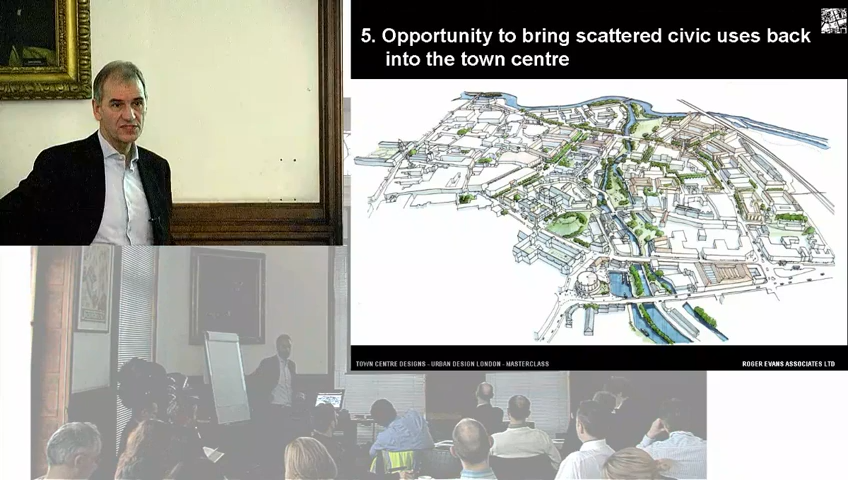 5. Opportunity to bring scattered civic uses back
into the town centre
TOWN CENTRE DESIGNS - URBAN DESIGN LONDON - MASTERCLASS
ROGER EVANS ASSOCIATES LTD